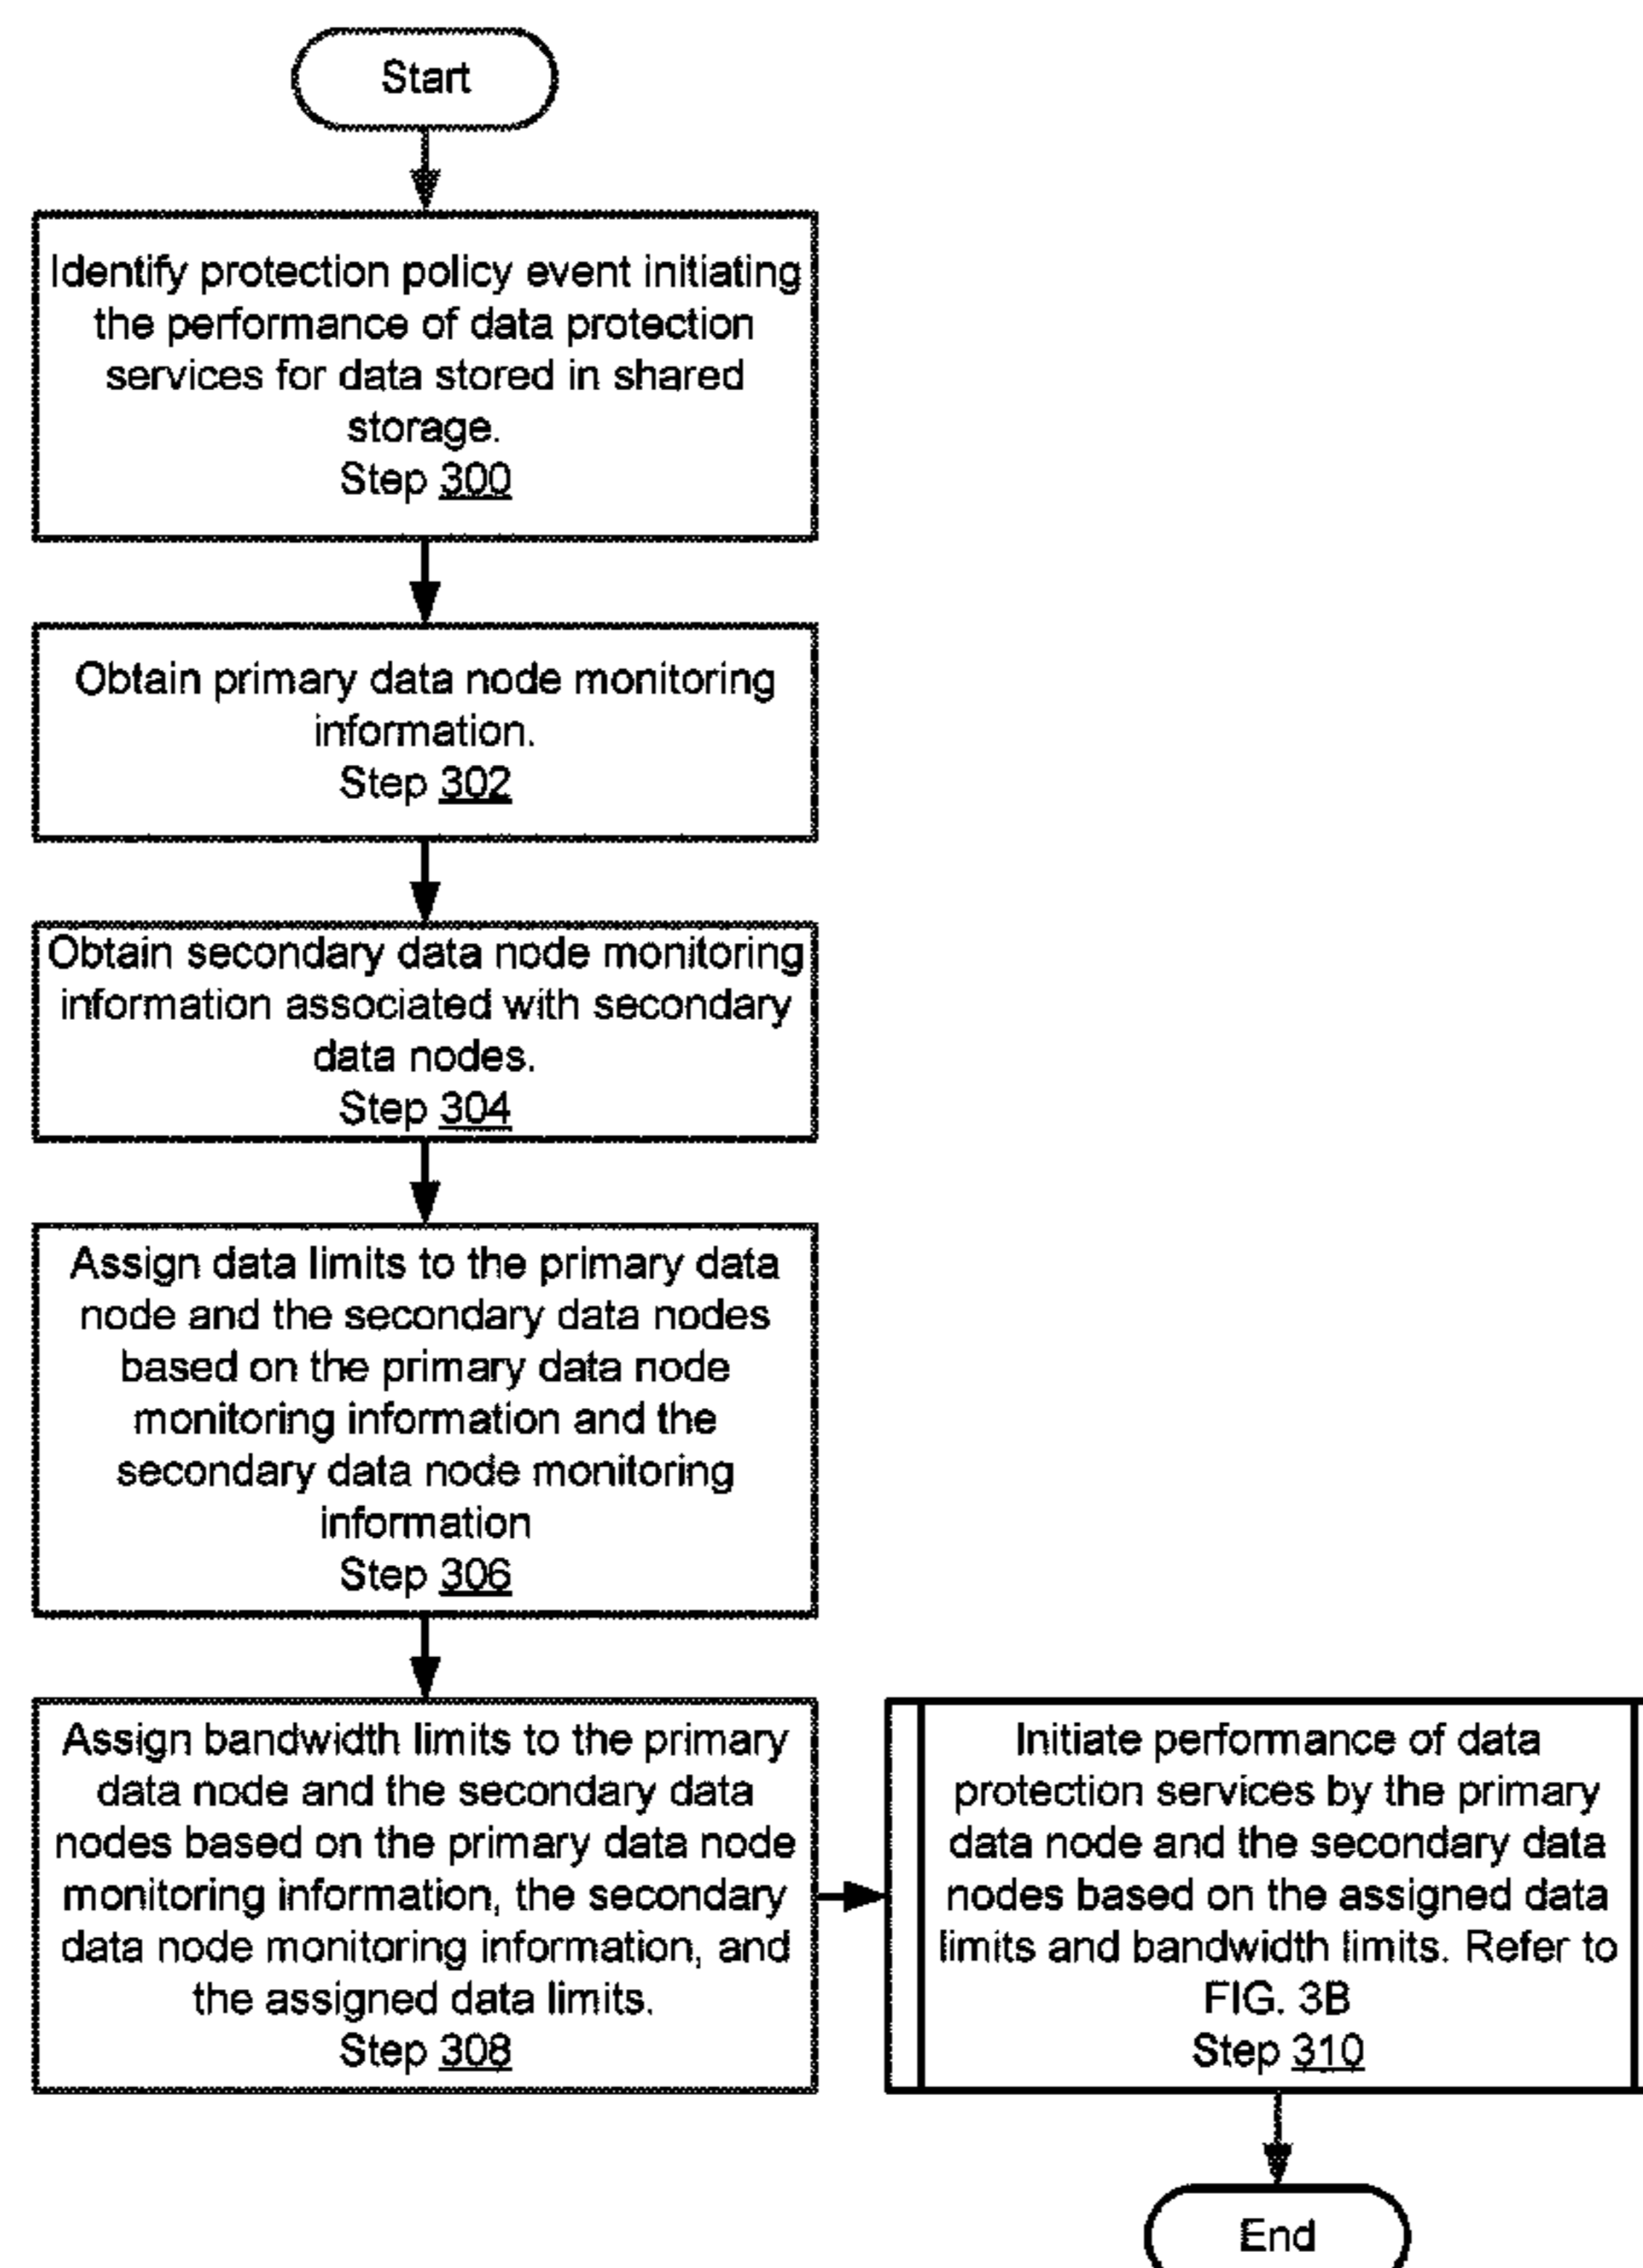 Start
Identify protection policy event initiating
the performance of data protection
services for data stored in shared
storage.
Step 300
Obtain primary data node monitoring
information.
Step 302
Obtain secondary data node monitoring
information associated with secondary
data nodes.
Step 304
Assign data limits to the primary data
node and the secondary data nodes
based on the primary data node
monitoring information and the
secondary data node monitoring
information
Step 306
Assign bandwidth limits to the primary
data node and the secondary data
nodes based on the primary data node
monitoring information, the secondary
data node monitoring information, and
the assigned data limits.
Step 308
Initiate performance of data
protection services by the primary
data node and the secondary data
nodes based on the assigned data
limits and bandwidth limits. Refer to
FIG. 3B
Step 310
End